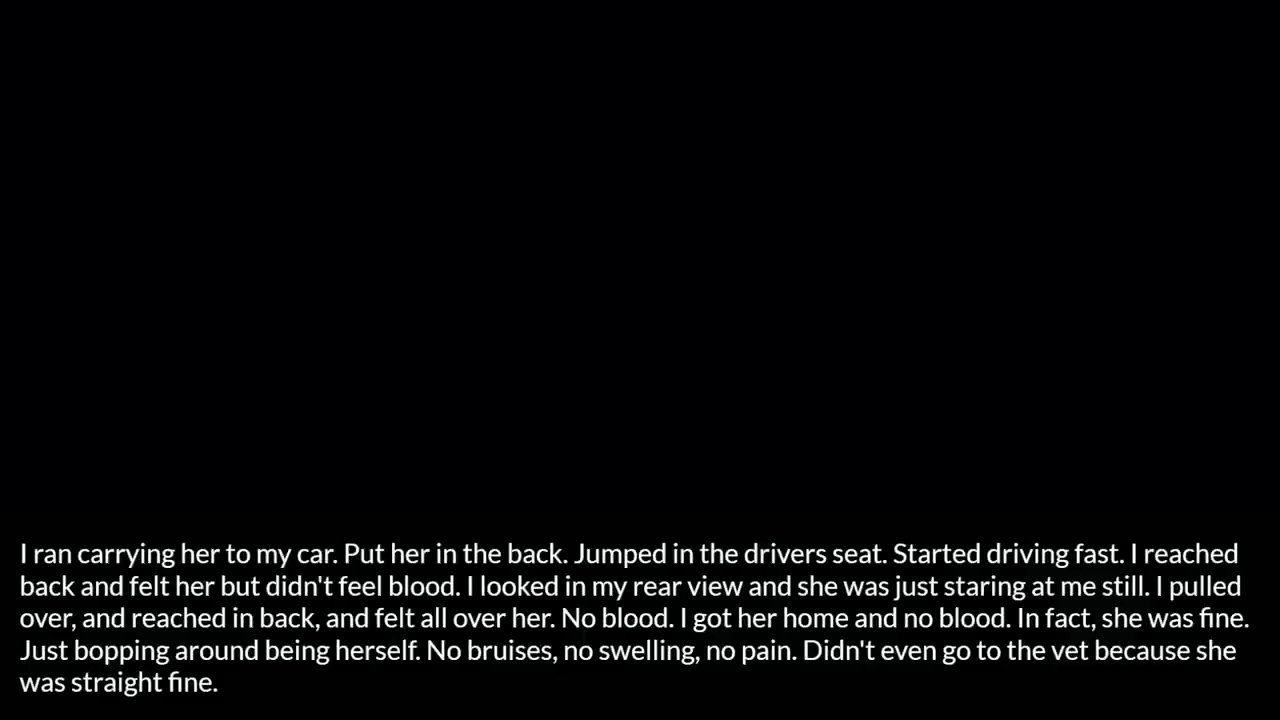 I ran carrying her to my car. Put her in the back. Jumped in the drivers seat. Started driving fast. I reached
back and felt her but didn't feel blood. I looked in my rear view and she was just staring at me still. I pulled
over, and reached in back, and felt all over her. No blood. I got her home and no blood. In fact, she was fine.
Just bopping around being herself. No bruises, no swelling, no pain. Didn't even go to the vet because she
was straight fine.